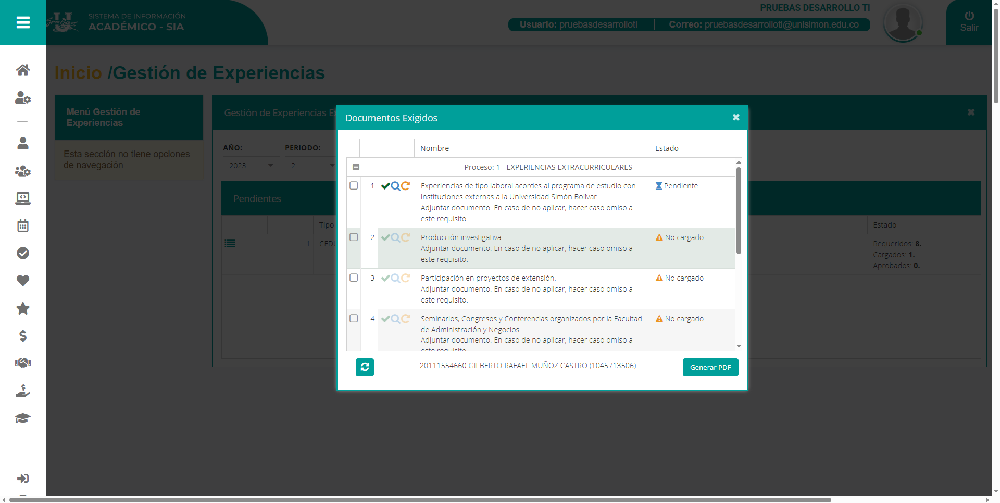 SISTEMA DE INFORMACIÓN
ACADÉMICO - SIA
PRUEBAS DESARROLLO TI
Usuario: pruebasdesarrolloti
Correo: pruebasdesarrolloti@unisimon.edu.co
Salir
Inicio /Gestión de Experiencias
Menú Gestión de
Experiencias
Esta sección no tiene opciones
de navegación
Gestión de Experiencias
AÑO:
PERIODO:
2023
2
Pendientes
Tipo
Estado
1
Requeridos: 8.
Cargados: 1.
Aprobados: 0.
Documentos Exigidos
Nombre
Estado
Proceso: 1 - EXPERIENCIAS EXTRACURRICULARES
1
Experiencias de tipo laboral acordes al programa de estudio con
instituciones externas a la Universidad Simón Bolívar.
Adjuntar documento. En caso de no aplicar, hacer caso omiso a
este requisito.
Pendiente
2
Producción investigativa.
Adjuntar documento. En caso de no aplicar, hacer caso omiso a
este requisito.
No cargado
3
Participación en proyectos de extensión.
Adjuntar documento. En caso de no aplicar, hacer caso omiso a
este requisito.
No cargado
4
Seminarios, Congresos y Conferencias organizados por la Facultad
de Administración y Negocios.
Adjuntar documento. En caso de no aplicar, hacer caso omiso a
este requisito.
No cargado
20111554660 GILBERTO RAFAEL MUÑOZ CASTRO (1045713506)
Generar PDF